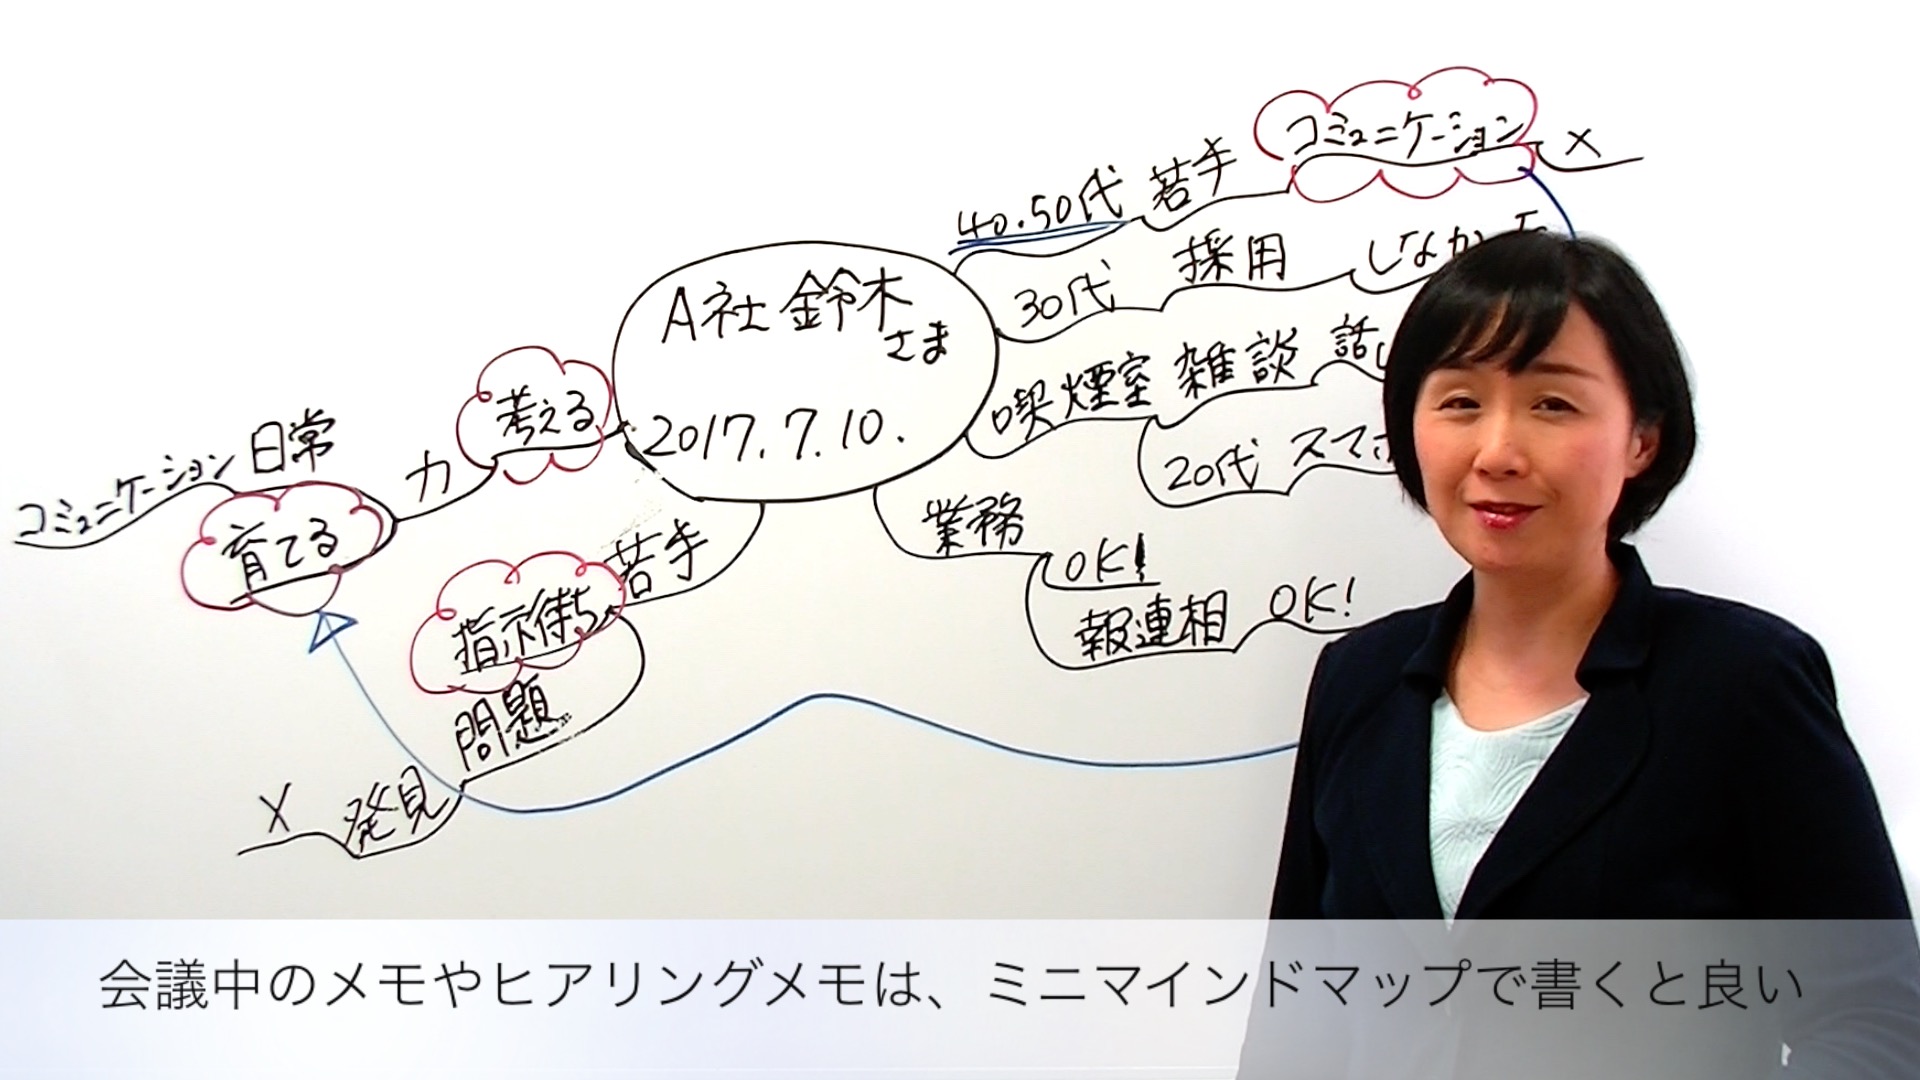 コミュニケーション
×
40.50代
若手
30代
採用
しなかった
A社 鈴木
さま
2017.7.10.
喫煙室
雑談
20代
スマホ
業務
OK!
報連相
OK!
考える
力
育てる
日常
コミュニケーション
若手
指示待ち
問題
発見
×
会議中のメモやヒアリングメモは、ミニマインドマップで書くと良い